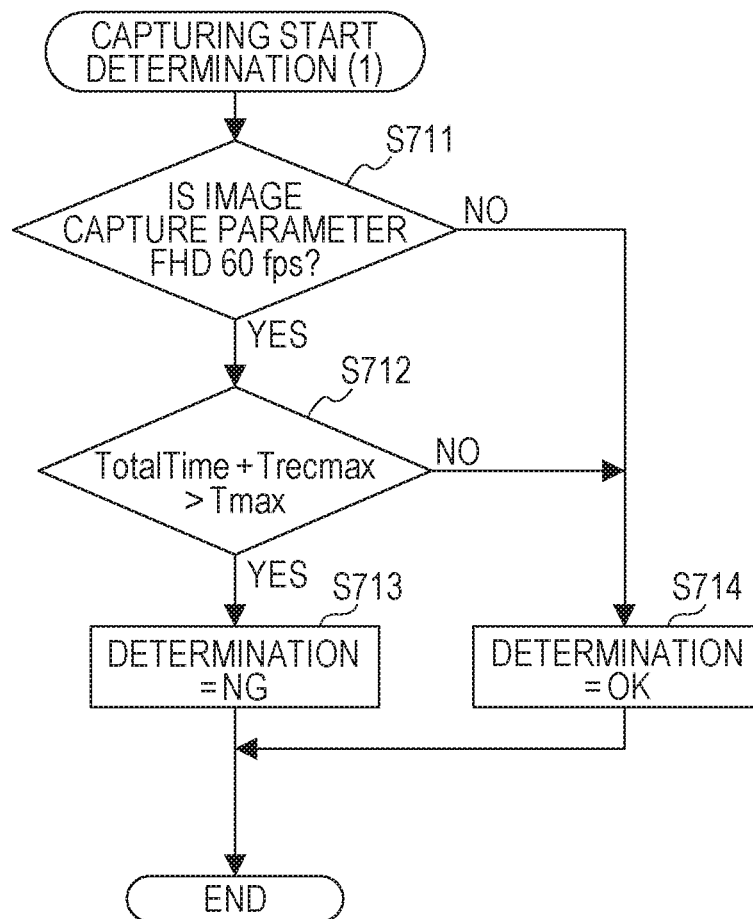 CAPTURING START
DETERMINATION (1)
S711
IS IMAGE
CAPTURE PARAMETER
FHD 60 fps?
NO
YES
S712
TotalTime + Trecmax
> Tmax
NO
YES
S713
S714
DETERMINATION
=NG
DETERMINATION
=OK
END